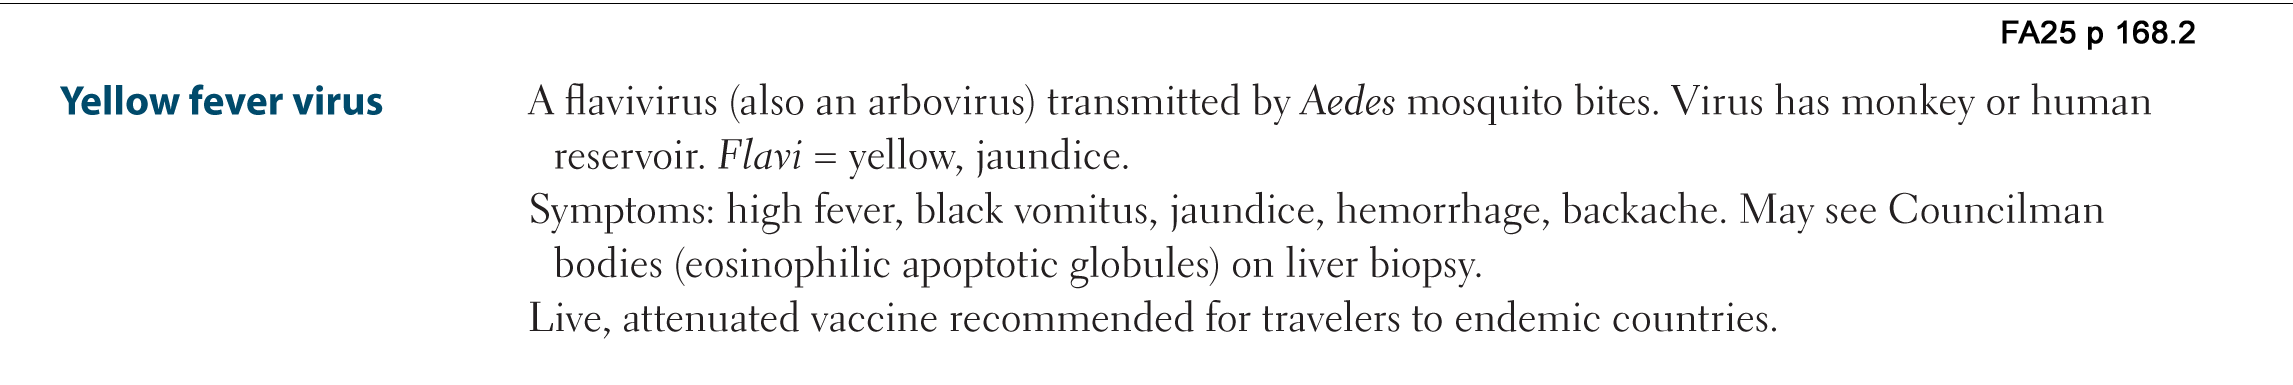 FA25 p 168.2
Yellow fever virus
A flavivirus (also an arbovirus) transmitted by Aedes mosquito bites. Virus has monkey or human
reservoir. Flavi = yellow, jaundice.
Symptoms: high fever, black vomitus, jaundice, hemorrhage, backache. May see Councilman
bodies (eosinophilic apoptotic globules) on liver biopsy.
Live, attenuated vaccine recommended for travelers to endemic countries.